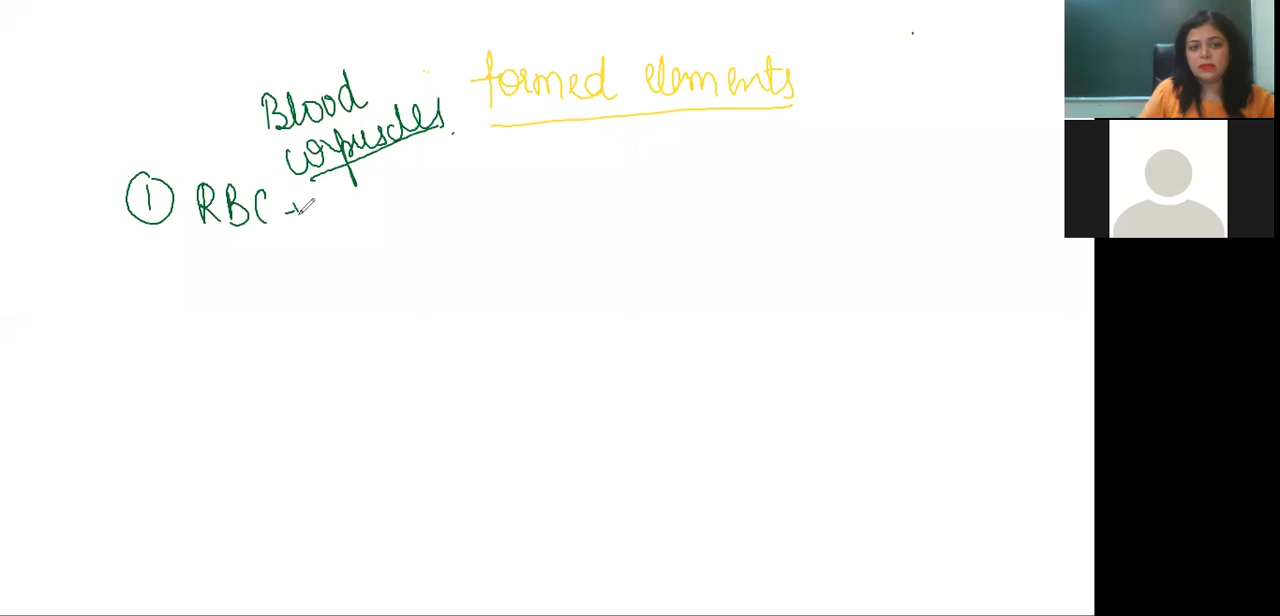 formed elements
Blood
corpuscles.
① RBC →